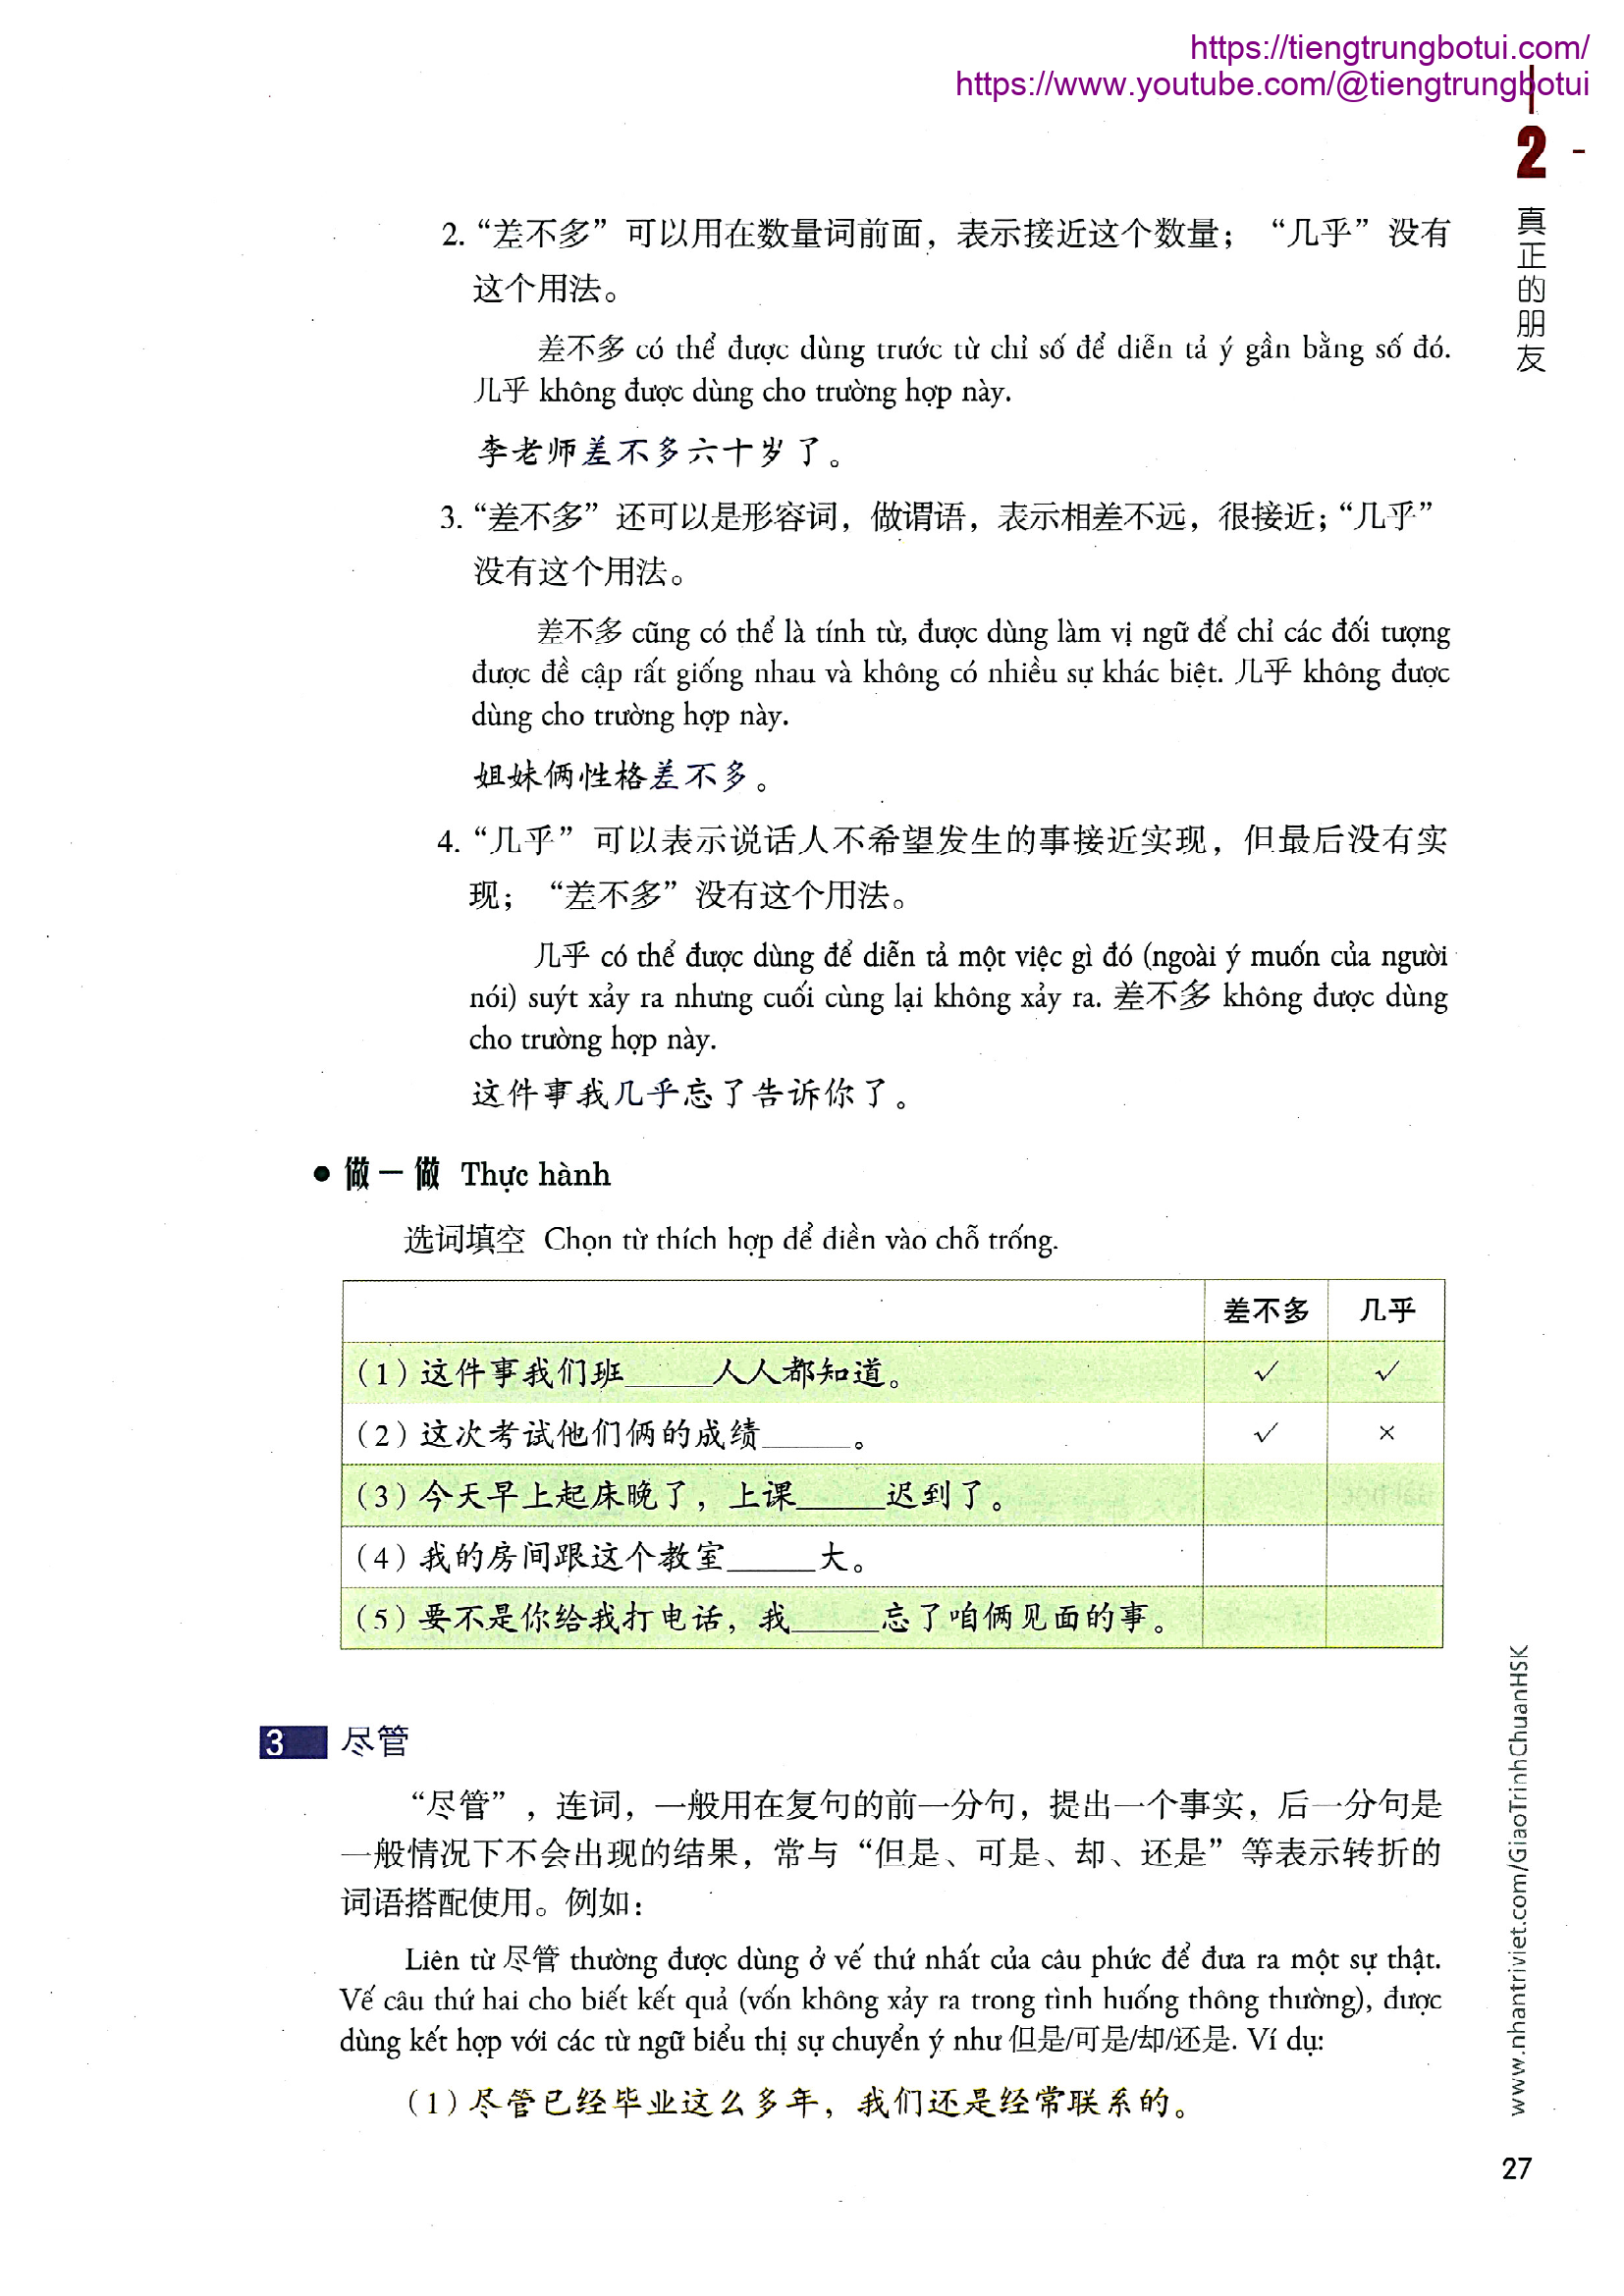 https://tiengtrungbotui.com/
https://www.youtube.com/@tiengtrungbotui
2
真正的朋友
2. “差不多”可以用在数量词前面，表示接近这个数量；“几乎”没有
这个用法。
差不多 có thể được dùng trước từ chỉ số để diễn tả ý gần bằng số đó.
几乎 không được dùng cho trường hợp này.
李老师差不多六十岁了。
3. “差不多”还可以是形容词，做谓语，表示相差不远，很接近；“几乎”
没有这个用法。
差不多 cũng có thể là tính từ, được dùng làm vị ngữ để chỉ các đối tượng
được đề cập rất giống nhau và không có nhiều sự khác biệt. 几乎 không được
dùng cho trường hợp này.
姐妹俩性格差不多。
4. “几乎”可以表示说话人不希望发生的事接近实现，但最后没有实
现；“差不多”没有这个用法。
几乎 có thể được dùng để diễn tả một việc gì đó (ngoài ý muốn của người
nói) suýt xảy ra nhưng cuối cùng lại không xảy ra. 差不多 không được dùng
cho trường hợp này.
这件事我几乎忘了告诉你了。
● 做一做 Thực hành
选词填空 Chọn từ thích hợp để điền vào chỗ trống.
差不多 几乎
（1）这件事我们班_____人人都知道。 √ √
（2）这次考试他们俩的成绩_____。 √ ×
（3）今天早上起床晚了，上课_____迟到了。
（4）我的房间跟这个教室_____大。
（5）要不是你给我打电话，我_____忘了咱俩见面的事。
3 尽管
“尽管”，连词，一般用在复句的前一分句，提出一个事实，后一分句是
一般情况下不会出现的结果，常与“但是、可是、却、还是”等表示转折的
词语搭配使用。例如：
Liên từ 尽管 thường được dùng ở vế thứ nhất của câu phức để đưa ra một sự thật.
Vế câu thứ hai cho biết kết quả (vốn không xảy ra trong tình huống thông thường), được
dùng kết hợp với các từ ngữ biểu thị sự chuyển ý như 但是/可是/却/还是. Ví dụ:
（1）尽管已经毕业这么多年，我们还是经常联系的。
www.nhantriviet.com/GiaoTrinhChuanHSK
27